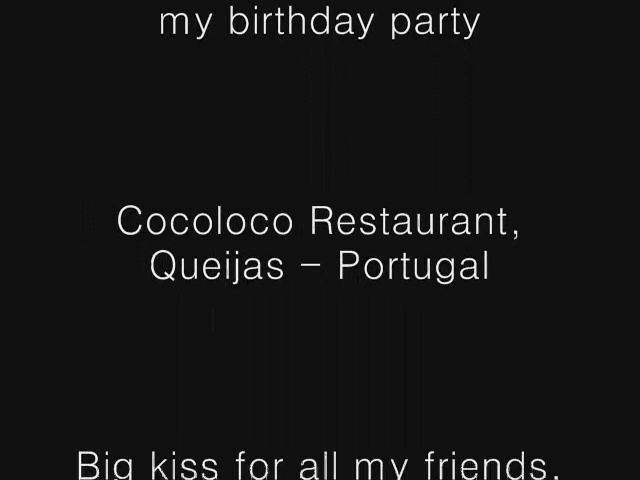 my birthday party
Cocoloco Restaurant,
Queijas – Portugal
Big kiss for all my friends,